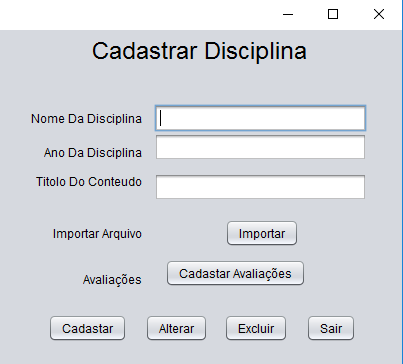 Cadastrar Disciplina
Nome Da Disciplina
Ano Da Disciplina
Titolo Do Conteudo
Importar Arquivo Importar
Avaliações Cadastar Avaliações
Cadastar Alterar Excluir Sair